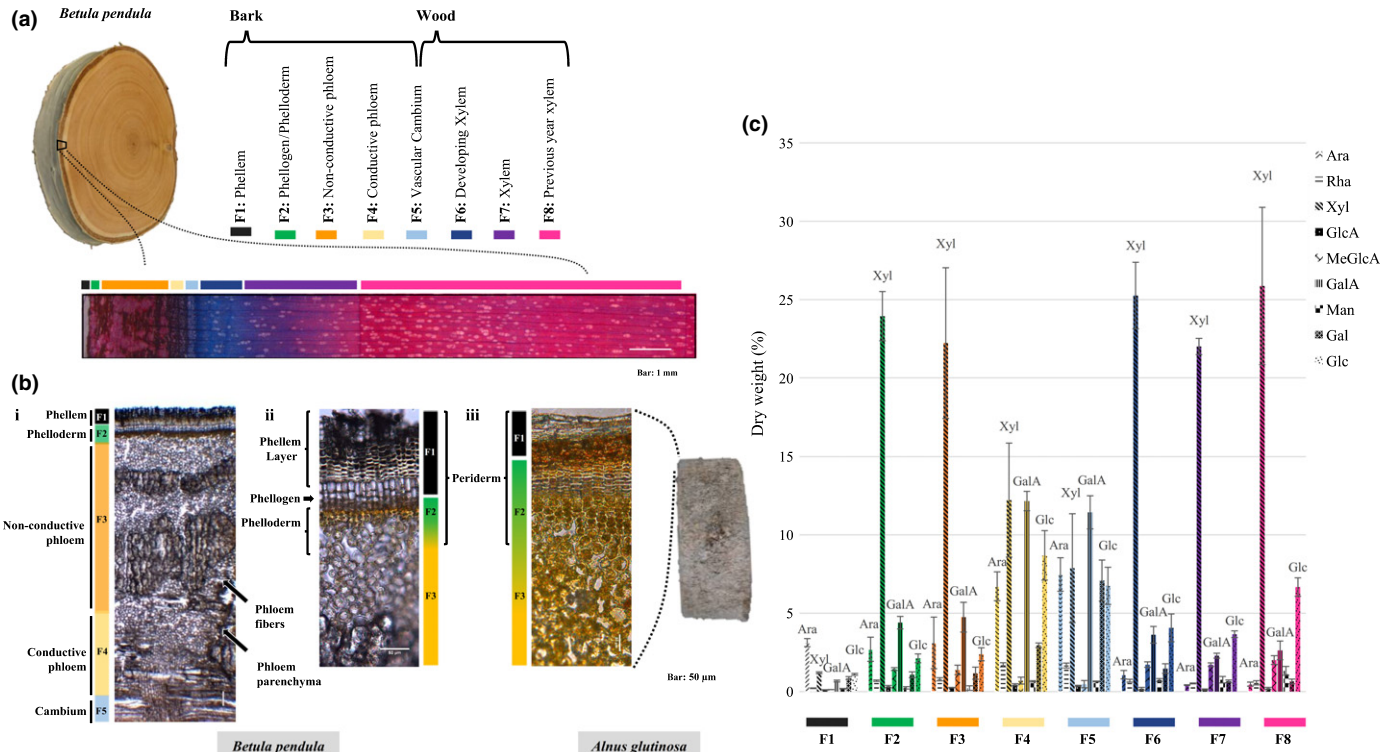 (a)
Betula pendula
Bark
Wood
F1: Phellem
F2: Phellogen/Phelloderm
F3: Non-conductive phloem
F4: Conductive phloem
F5: Vascular Cambium
F6: Developing Xylem
F7: Xylem
F8: Previous year xylem
Bar: 1 mm
(b)
i
Phellem
Phelloderm
Non-conductive
phloem
Conductive
phloem
Cambium
F1
F2
F3
F4
F5
Phloem
fibers
Phloem
parenchyma
Betula pendula
ii
Phellem
Layer
Phellogen
Phelloderm
F1
F2
F3
Periderm
iii
F1
F2
F3
Bar: 50 µm
Alnus glutinosa
(c)
Dry weight (%)
35
30
25
20
15
10
5
0
Ara
Xyl
GalA
Glc
Ara
Xyl
GalA
Glc
Ara
Xyl
GalA
Glc
Ara
Xyl
GalA
Glc
Ara
Xyl
GalA
Glc
Ara
Xyl
GalA
Glc
Ara
Xyl
GalA
Glc
Ara
Xyl
GalA
Glc
F1
F2
F3
F4
F5
F6
F7
F8
Ara
Rha
Xyl
GlcA
MeGlcA
GalA
Man
Gal
Glc